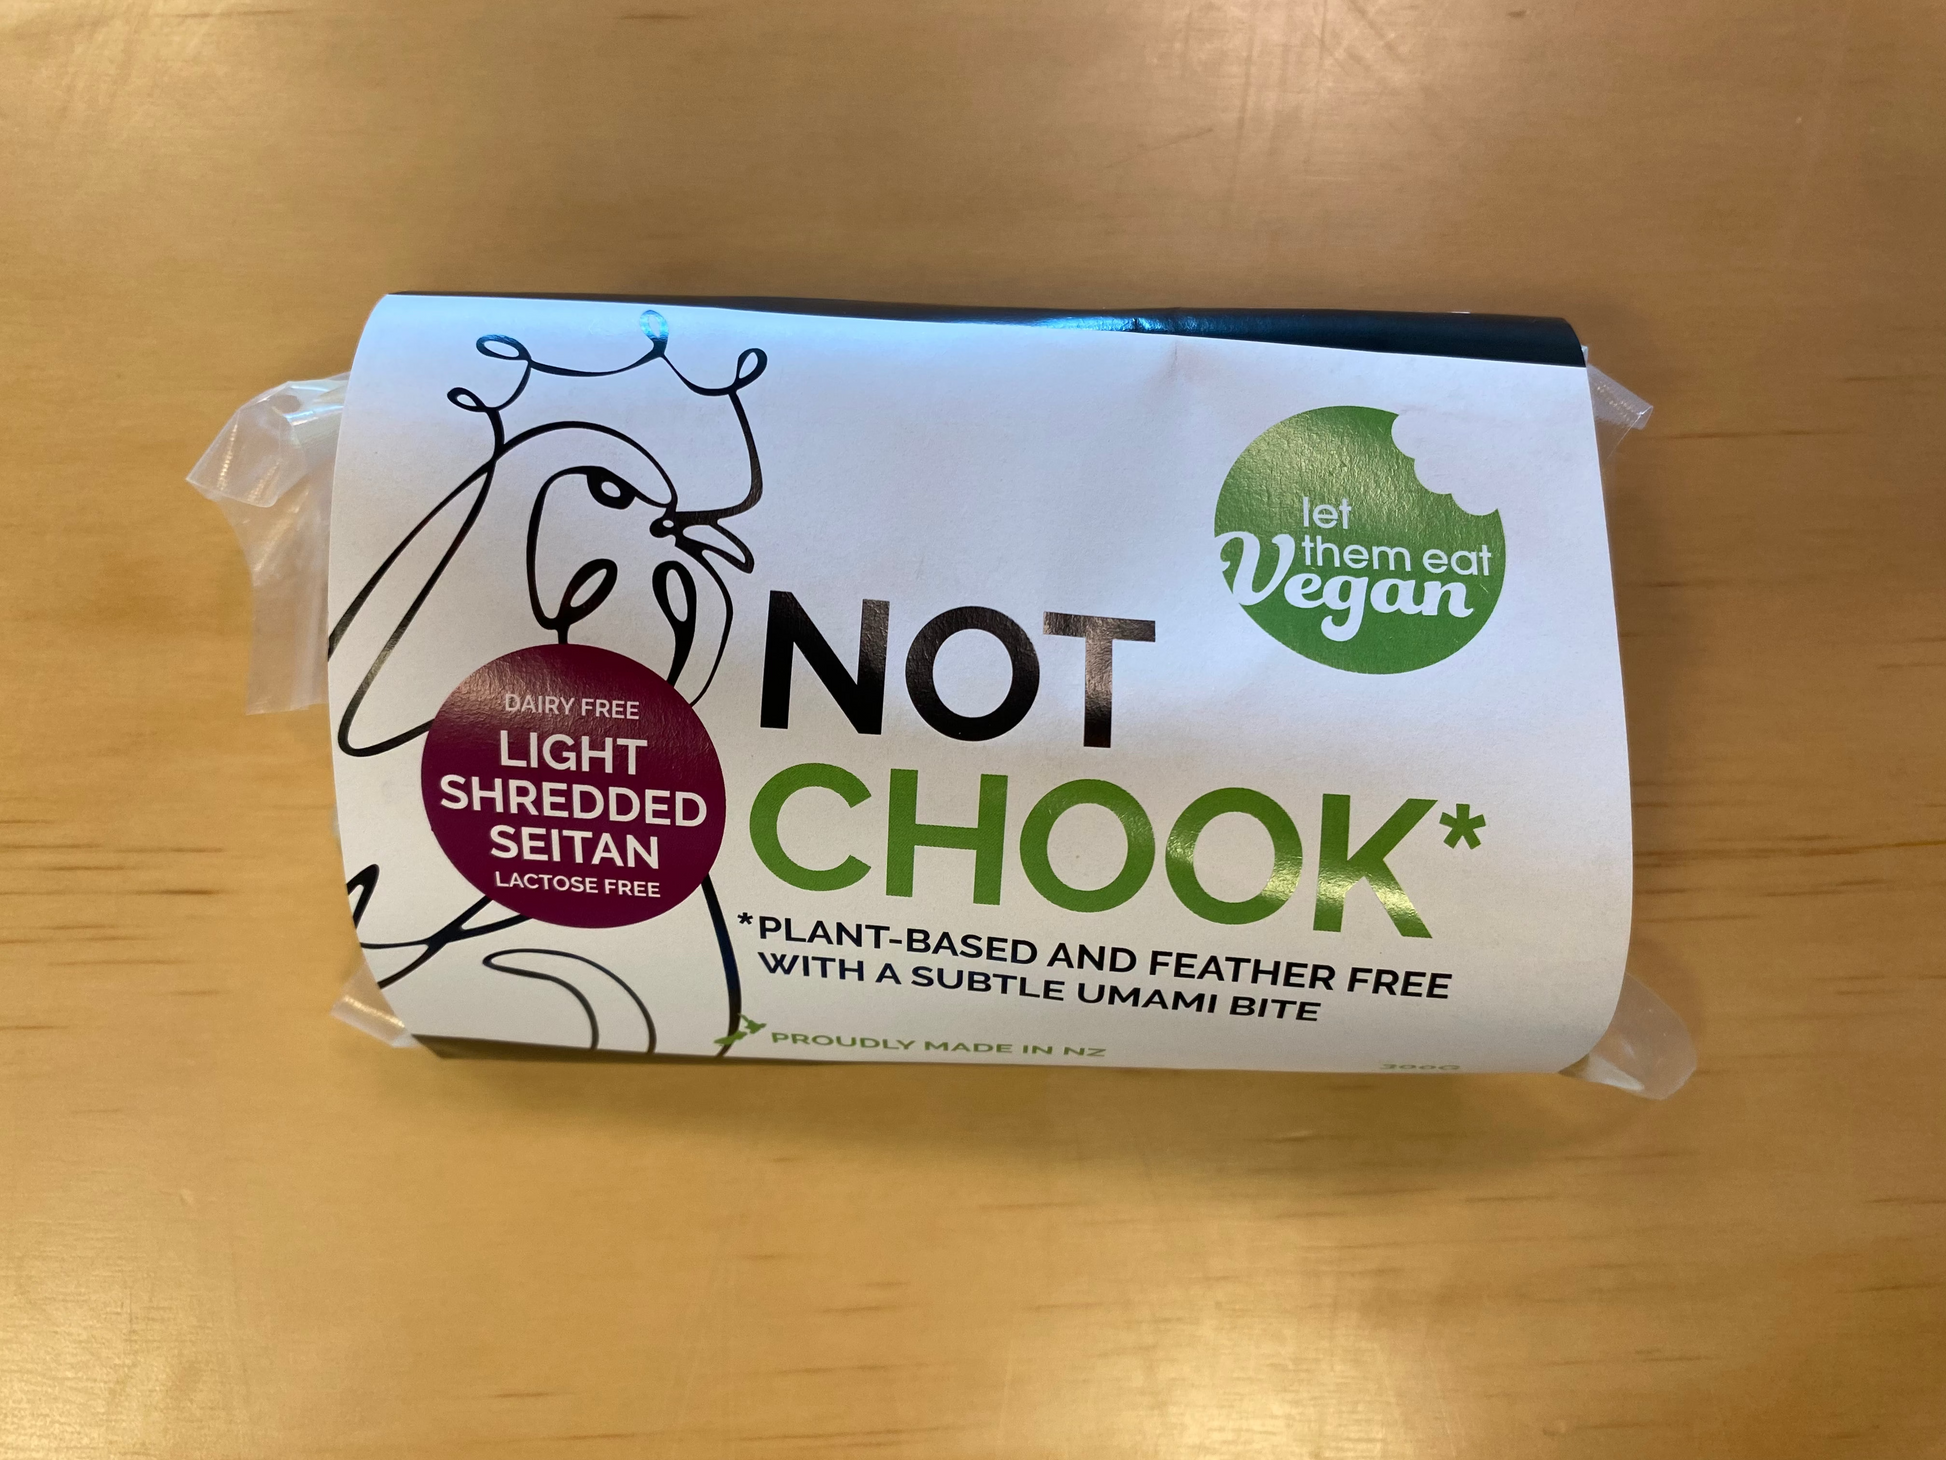 let
them eat
Vegan
NOT
CHOOK*
DAIRY FREE
LIGHT
SHREDDED
SEITAN
LACTOSE FREE
*PLANT-BASED AND FEATHER FREE
WITH A SUBTLE UMAMI BITE
PROUDLY MADE IN NZ